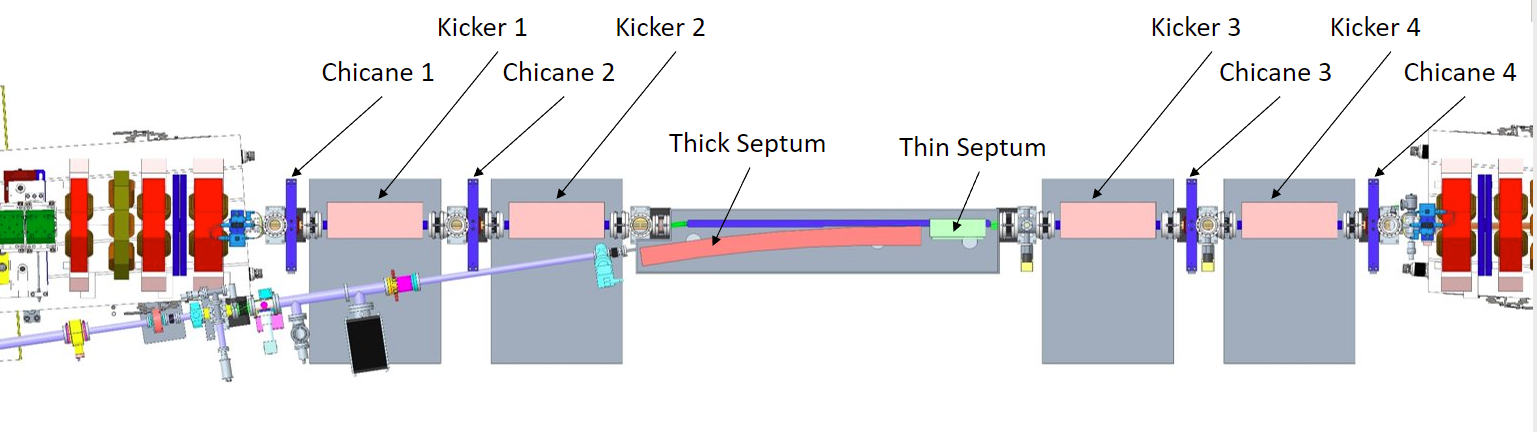 Kicker 1
Kicker 2
Kicker 3
Kicker 4
Chicane 1
Chicane 2
Chicane 3
Chicane 4
Thick Septum
Thin Septum